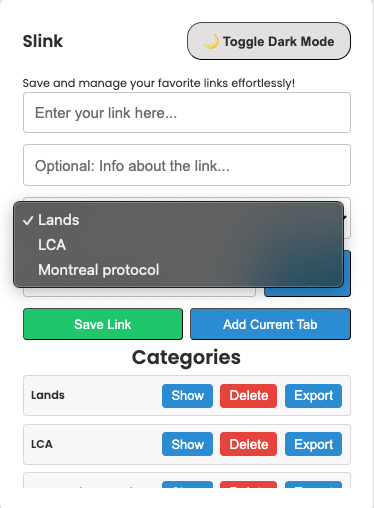 Slink
🌙 Toggle Dark Mode
Save and manage your favorite links effortlessly!
Enter your link here...
Optional: Info about the link...
✓ Lands
LCA
Montreal protocol
Save Link
Add Current Tab
Categories
Lands
Show
Delete
Export
LCA
Show
Delete
Export